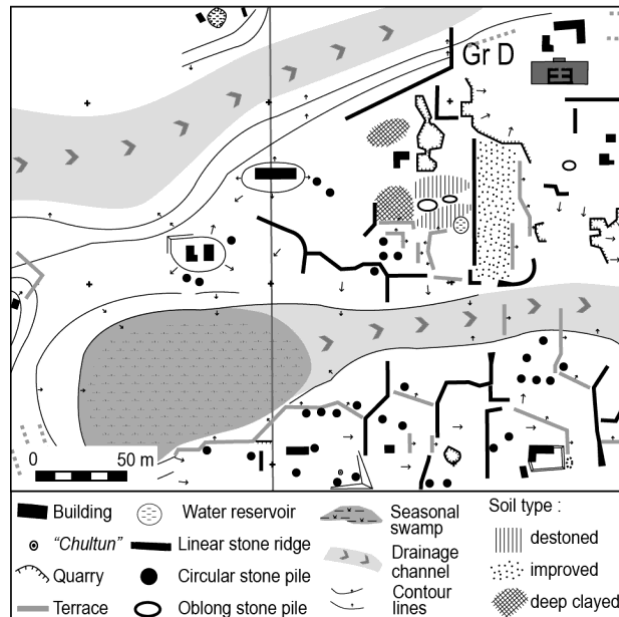 Gr D
0 50 m
Building
Water reservoir
Seasonal swamp
Soil type :
"Chultun"
Linear stone ridge
Drainage channel
destoned
Quarry
Circular stone pile
improved
Terrace
Oblong stone pile
Contour lines
deep clayed